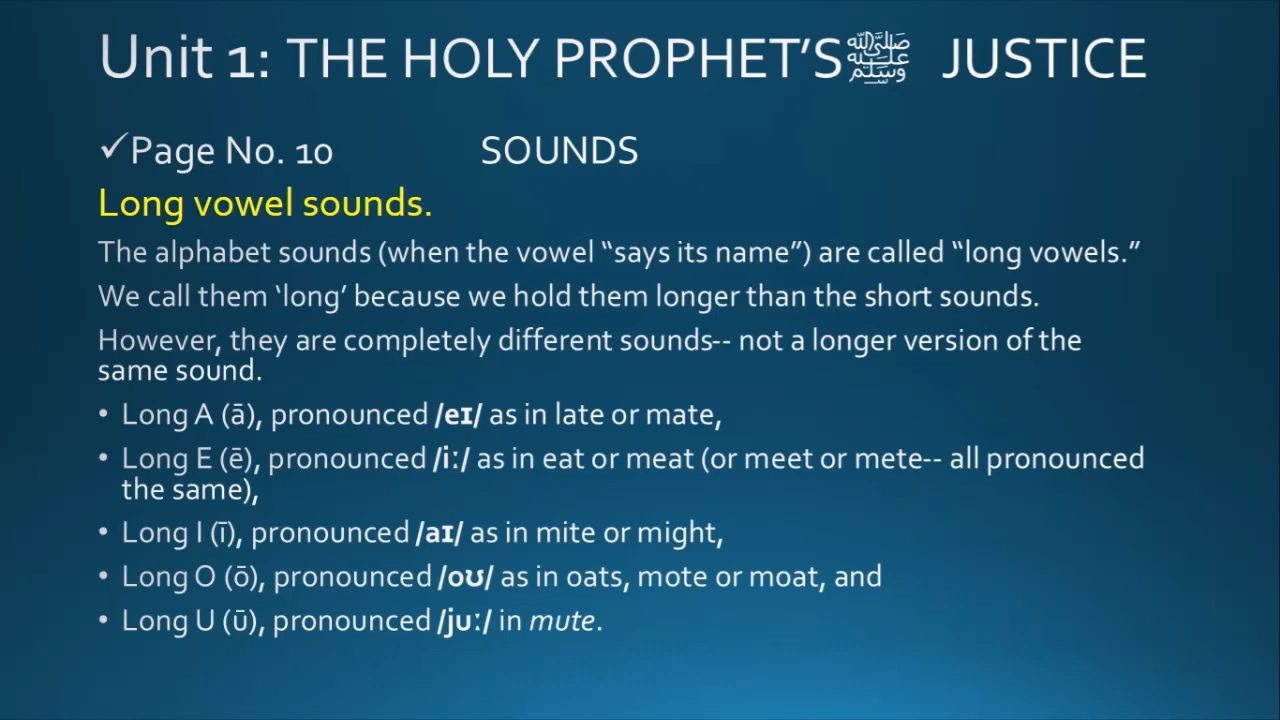 Unit 1: THE HOLY PROPHET’Sﷺ JUSTICE
✓Page No. 10 SOUNDS
Long vowel sounds.
The alphabet sounds (when the vowel “says its name”) are called “long vowels.”
We call them ‘long’ because we hold them longer than the short sounds.
However, they are completely different sounds-- not a longer version of the
same sound.
• Long A (ā), pronounced /eɪ/ as in late or mate,
• Long E (ē), pronounced /iː/ as in eat or meat (or meet or mete-- all pronounced
the same),
• Long I (ī), pronounced /aɪ/ as in mite or might,
• Long O (ō), pronounced /oʊ/ as in oats, mote or moat, and
• Long U (ū), pronounced /juː/ in mute.